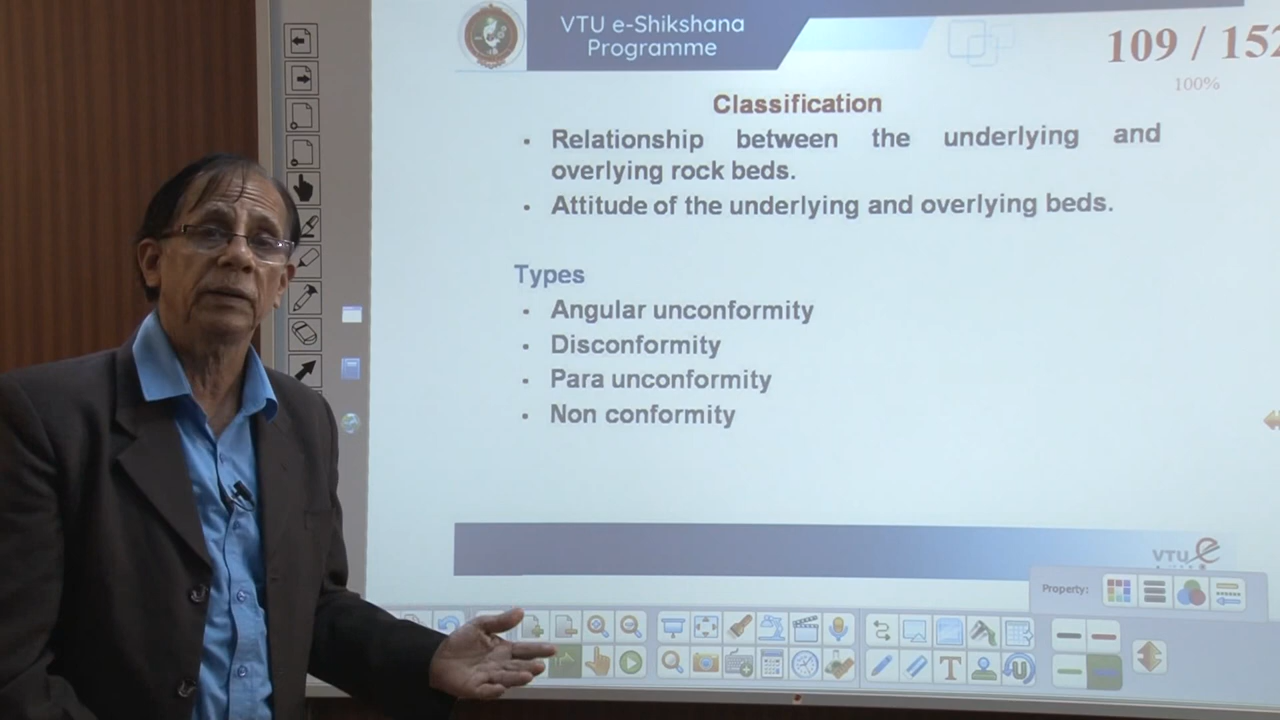 VTU e-Shikshana
Programme
109 / 152
100%
Classification
• Relationship between the underlying and
overlying rock beds.
• Attitude of the underlying and overlying beds.
Types
• Angular unconformity
• Disconformity
• Para unconformity
• Non conformity
VTU e
Property: